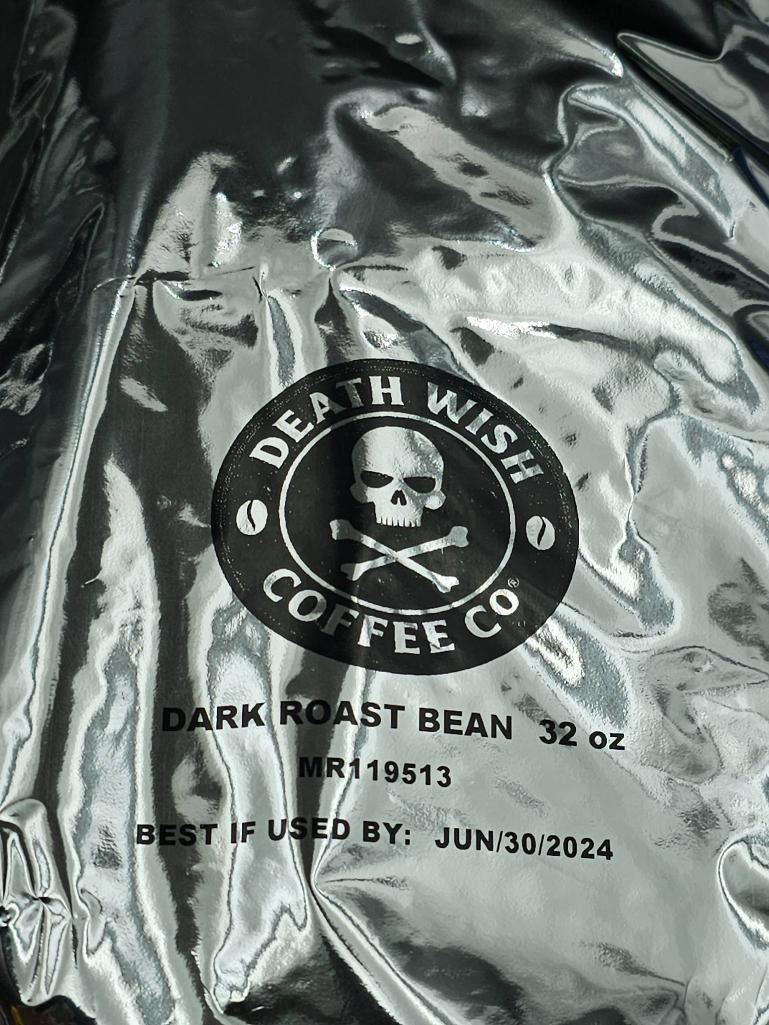 DEATH WISH
COFFEE CO®
DARK ROAST BEAN 32 oz
MR119513
BEST IF USED BY: JUN/30/2024